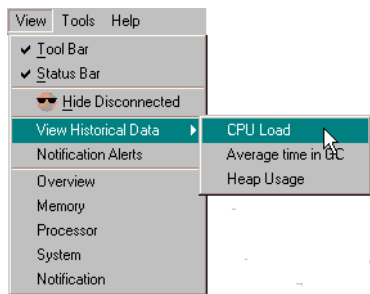 View Tools Help
Tool Bar
Status Bar
Hide Disconnected
View Historical Data
CPU Load
Notification Alerts
Average time in GC
Overview
Heap Usage
Memory
Processor
System
Notification